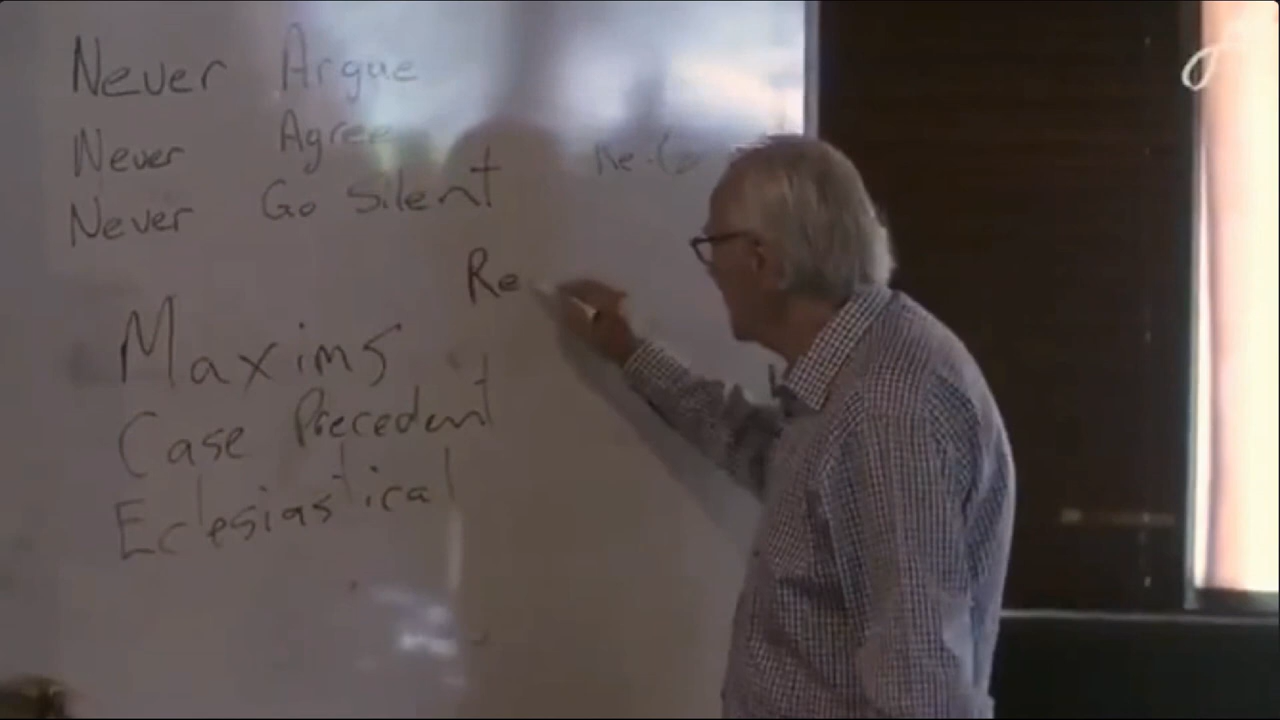 Never Argue
Never Agree
Never Go Silent
Re
Maxims
Case Precedent
Eclesiastical